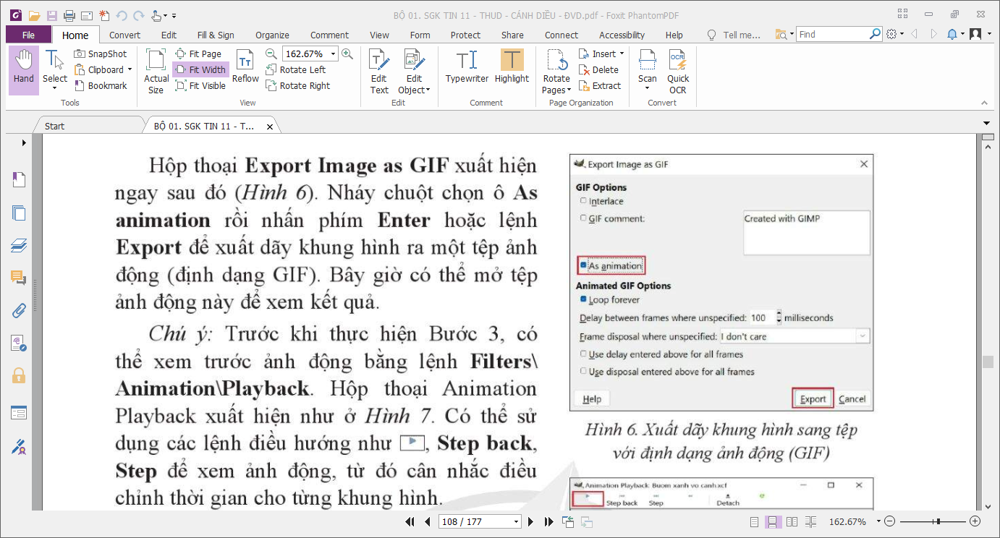 BỘ 01. SGK TIN 11 - THUD - CÁNH DIỀU - ĐVD.pdf - Foxit PhantomPDF
File Home Convert Edit Fill & Sign Organize Comment View Form Protect Share Connect Accessibility Help Tell me... Find
Hand
Select
SnapShot
Clipboard
Bookmark
Tools
Actual Size
Fit Page
Fit Width
Fit Visible
Reflow
162.67%
Rotate Left
Rotate Right
View
Edit Text
Edit Object
Edit
Typewriter
Highlight
Comment
Rotate Pages
Insert
Delete
Extract
Page Organization
Scan
Quick OCR
Convert
Start
BỘ 01. SGK TIN 11 - T...
Hộp thoại Export Image as GIF xuất hiện
ngay sau đó (Hình 6). Nháy chuột chọn ô As
animation rồi nhấn phím Enter hoặc lệnh
Export để xuất dãy khung hình ra một tệp ảnh
động (định dạng GIF). Bây giờ có thể mở tệp
ảnh động này để xem kết quả.
Chú ý: Trước khi thực hiện Bước 3, có
thể xem trước ảnh động bằng lệnh Filters\
Animation\Playback. Hộp thoại Animation
Playback xuất hiện như ở Hình 7. Có thể sử
dụng các lệnh điều hướng như , Step back,
Step để xem ảnh động, từ đó cân nhắc điều
chỉnh thời gian cho từng khung hình.
Export Image as GIF
GIF Options
Interlace
GIF comment:
Created with GIMP
As animation
Animated GIF Options
Loop forever
Delay between frames where unspecified: 100 milliseconds
Frame disposal where unspecified: I don't care
Use delay entered above for all frames
Use disposal entered above for all frames
Help Export Cancel
Hình 6. Xuất dãy khung hình sang tệp
với định dạng ảnh động (GIF)
Animation Playback: Buom xanh vo canh.xcf
Step back Step Detach
108 / 177
162.67%